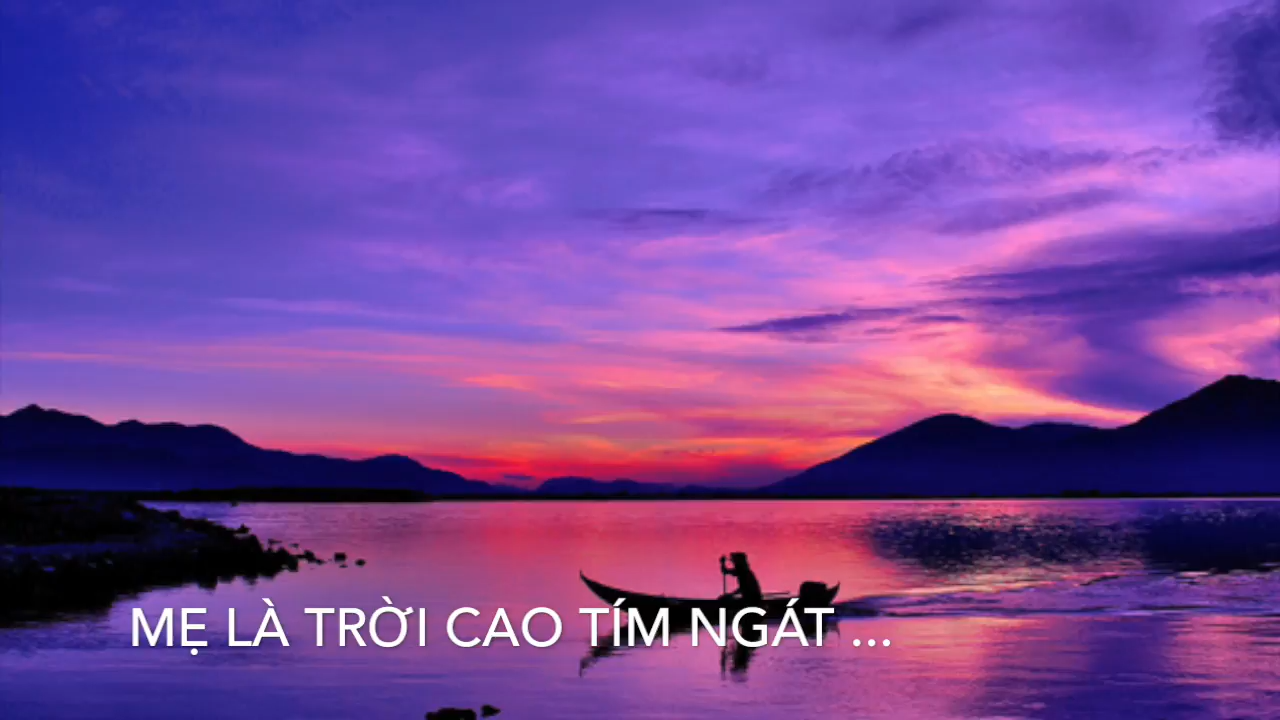 MẸ LÀ TRỜI CAO TÍM NGÁT ...